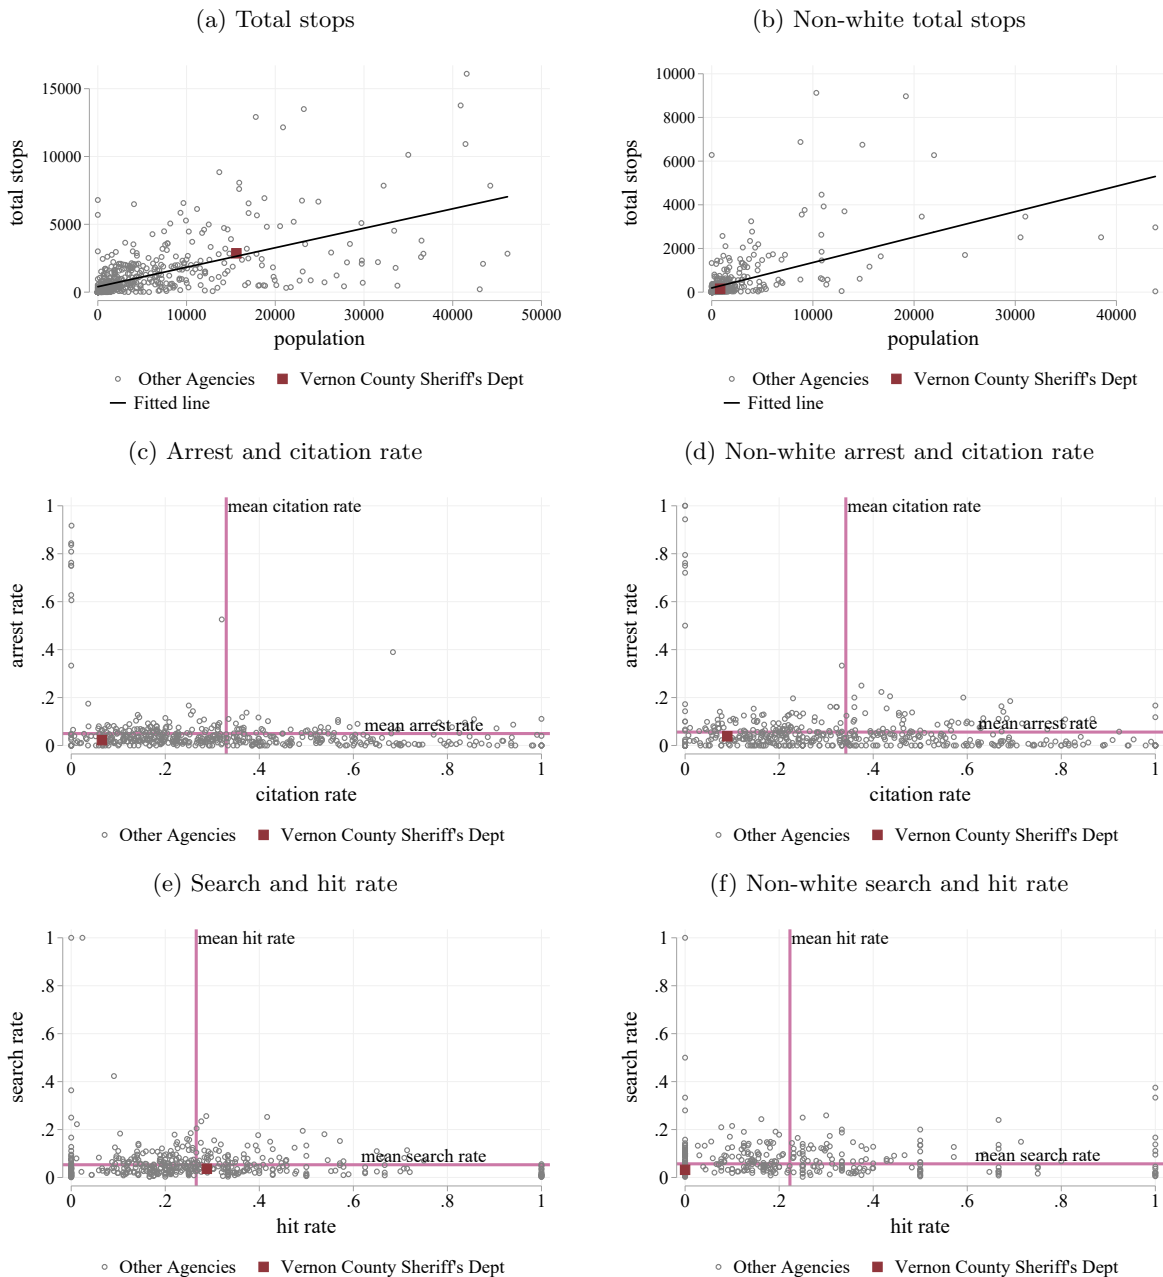 (a) Total stops
total stops
15000
10000
5000
0
0 10000 20000 30000 40000 50000
population
Other Agencies Vernon County Sheriff's Dept
Fitted line
(b) Non-white total stops
total stops
10000
8000
6000
4000
2000
0
0 10000 20000 30000 40000
population
Other Agencies Vernon County Sheriff's Dept
Fitted line
(c) Arrest and citation rate
mean citation rate
arrest rate
1
.8
.6
.4
.2
0
mean arrest rate
0 .2 .4 .6 .8 1
citation rate
Other Agencies Vernon County Sheriff's Dept
(d) Non-white arrest and citation rate
mean citation rate
arrest rate
1
.8
.6
.4
.2
0
mean arrest rate
0 .2 .4 .6 .8 1
citation rate
Other Agencies Vernon County Sheriff's Dept
(e) Search and hit rate
mean hit rate
search rate
1
.8
.6
.4
.2
0
mean search rate
0 .2 .4 .6 .8 1
hit rate
Other Agencies Vernon County Sheriff's Dept
(f) Non-white search and hit rate
mean hit rate
search rate
1
.8
.6
.4
.2
0
mean search rate
0 .2 .4 .6 .8 1
hit rate
Other Agencies Vernon County Sheriff's Dept